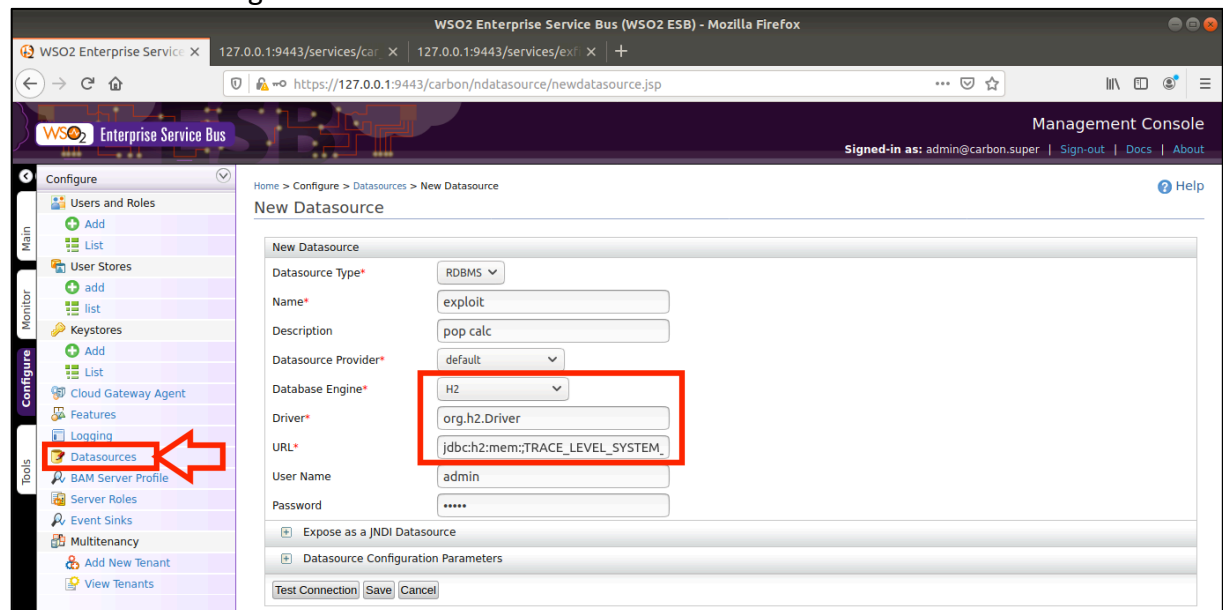 WSO2 Enterprise Service Bus (WSO2 ESB) - Mozilla Firefox
WSO2 Enterprise Service 127.0.0.1:9443/services/car 127.0.0.1:9443/services/exf
https://127.0.0.1:9443/carbon/ndatasource/newdatasource.jsp
WSO2 Enterprise Service Bus
Management Console
Signed-in as: admin@carbon.super | Sign-out | Docs | About
Main
Monitor
Configure
Tools
Configure
Users and Roles
Add
List
User Stores
add
list
Keystores
Add
List
Cloud Gateway Agent
Features
Logging
Datasources
BAM Server Profile
Server Roles
Event Sinks
Multitenancy
Add New Tenant
View Tenants
Home > Configure > Datasources > New Datasource
Help
New Datasource
New Datasource
Datasource Type* RDBMS
Name* exploit
Description pop calc
Datasource Provider* default
Database Engine* H2
Driver* org.h2.Driver
URL* jdbc:h2:mem:;TRACE_LEVEL_SYSTEM_
User Name admin
Password •••••
Expose as a JNDI Datasource
Datasource Configuration Parameters
Test Connection Save Cancel